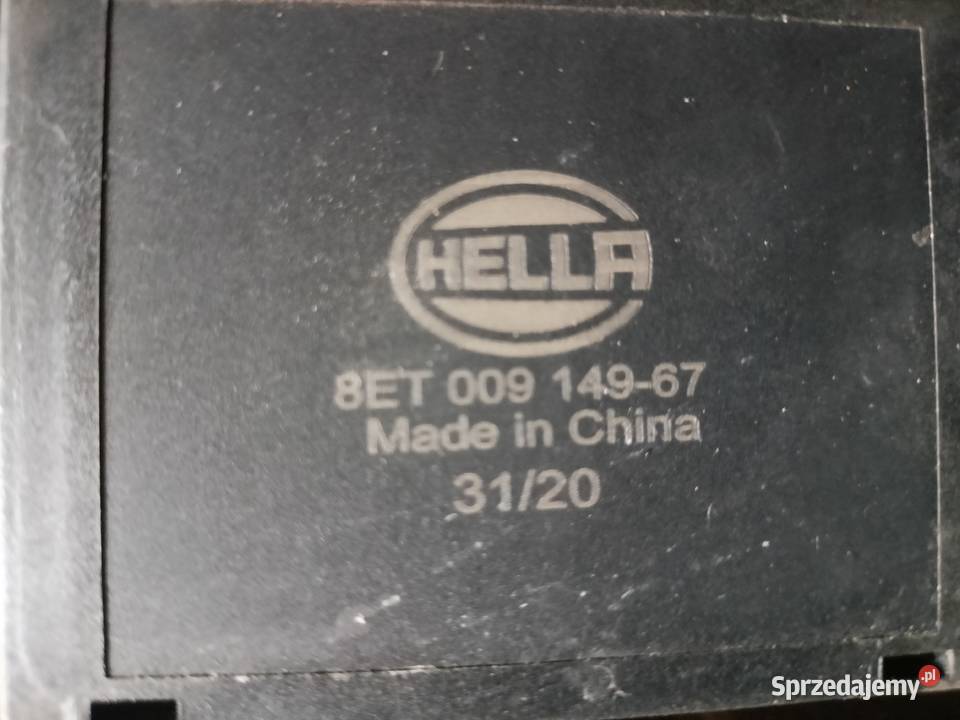 HELLA
8ET 009 149-67
Made in China
31/20
Sprzedajemy.pl